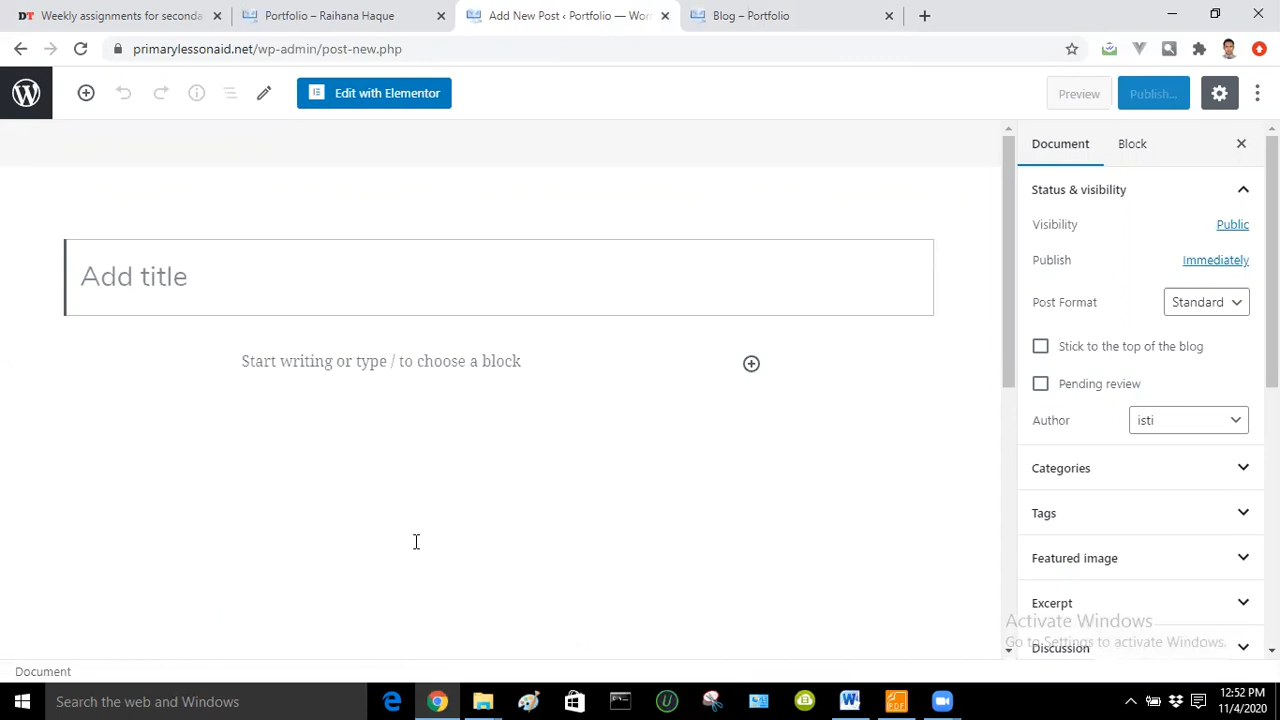 Weekly assignments for seconda
Portfolio – Raihana Haque
Add New Post ‹ Portfolio — Wor
Blog – Portfolio
primarylessonaid.net/wp-admin/post-new.php
Edit with Elementor
Preview
Publish...
Document
Block
Status & visibility
Visibility
Public
Publish
Immediately
Post Format
Standard
Stick to the top of the blog
Pending review
Author
isti
Categories
Tags
Featured image
Excerpt
Discussion
Add title
Start writing or type / to choose a block
Activate Windows
Go to Settings to activate Windows.
Document
Search the web and Windows
12:52 PM
11/4/2020